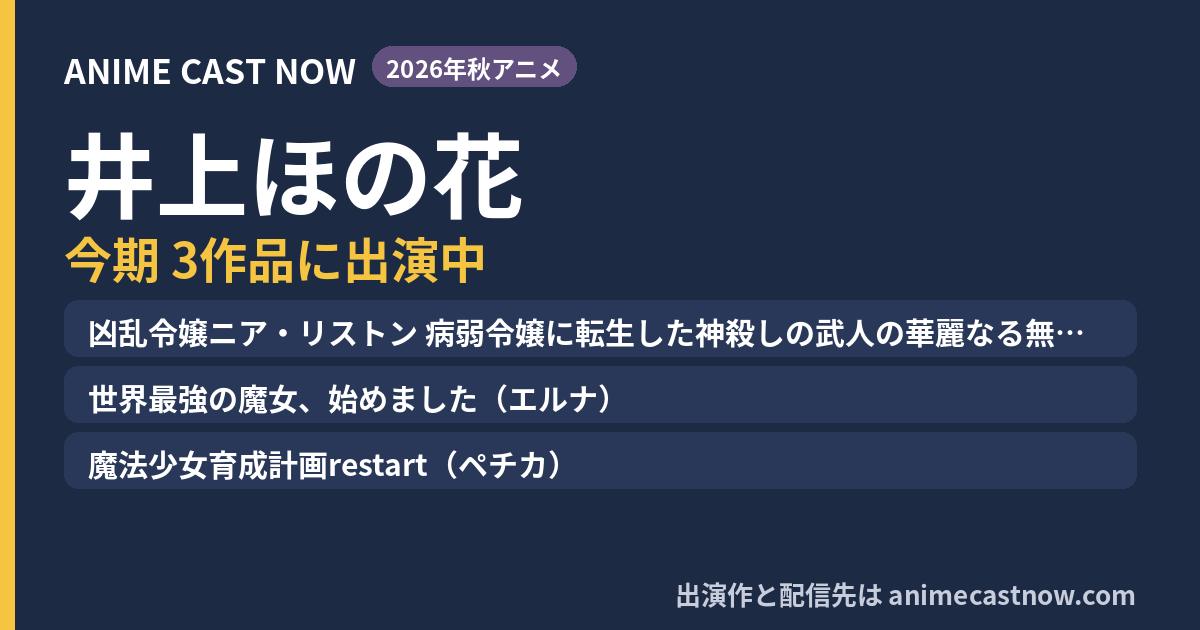 ANIME CAST NOW 2026年秋アニメ
井上ほの花
今期 3作品に出演中
凶乱令嬢ニア・リストン 病弱令嬢に転生した神殺しの武人の華麗なる無…
世界最強の魔女、始めました（エルナ）
魔法少女育成計画restart（ペチカ）
出演作と配信先は animecastnow.com